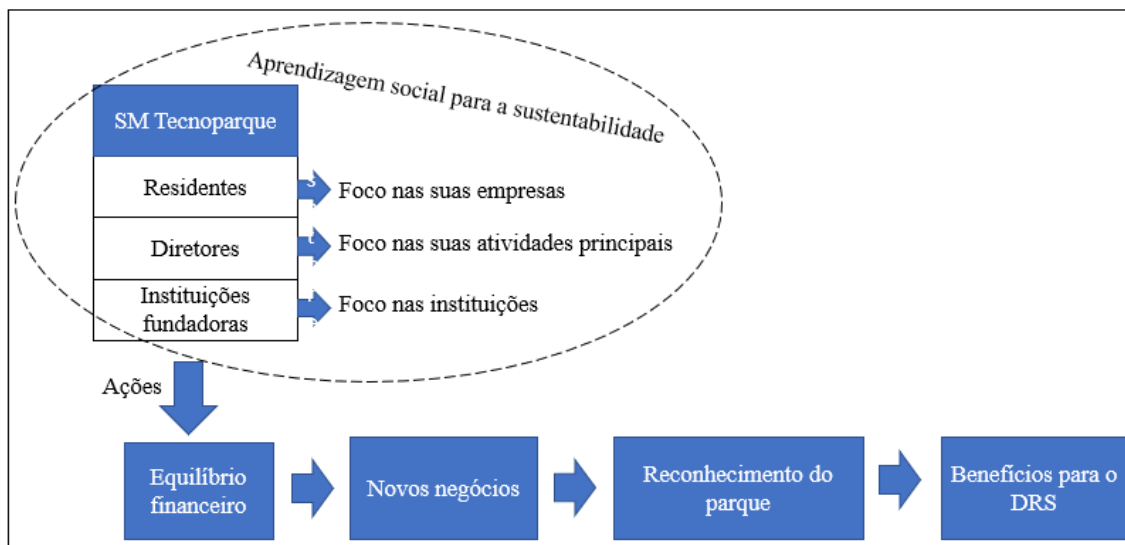 Aprendizagem social para a sustentabilidade
SM Tecnoparque
Residentes
Foco nas suas empresas
Diretores
Foco nas suas atividades principais
Instituições
fundadoras
Foco nas instituições
Ações
Equilíbrio
financeiro
Novos negócios
Reconhecimento do
parque
Benefícios para o
DRS